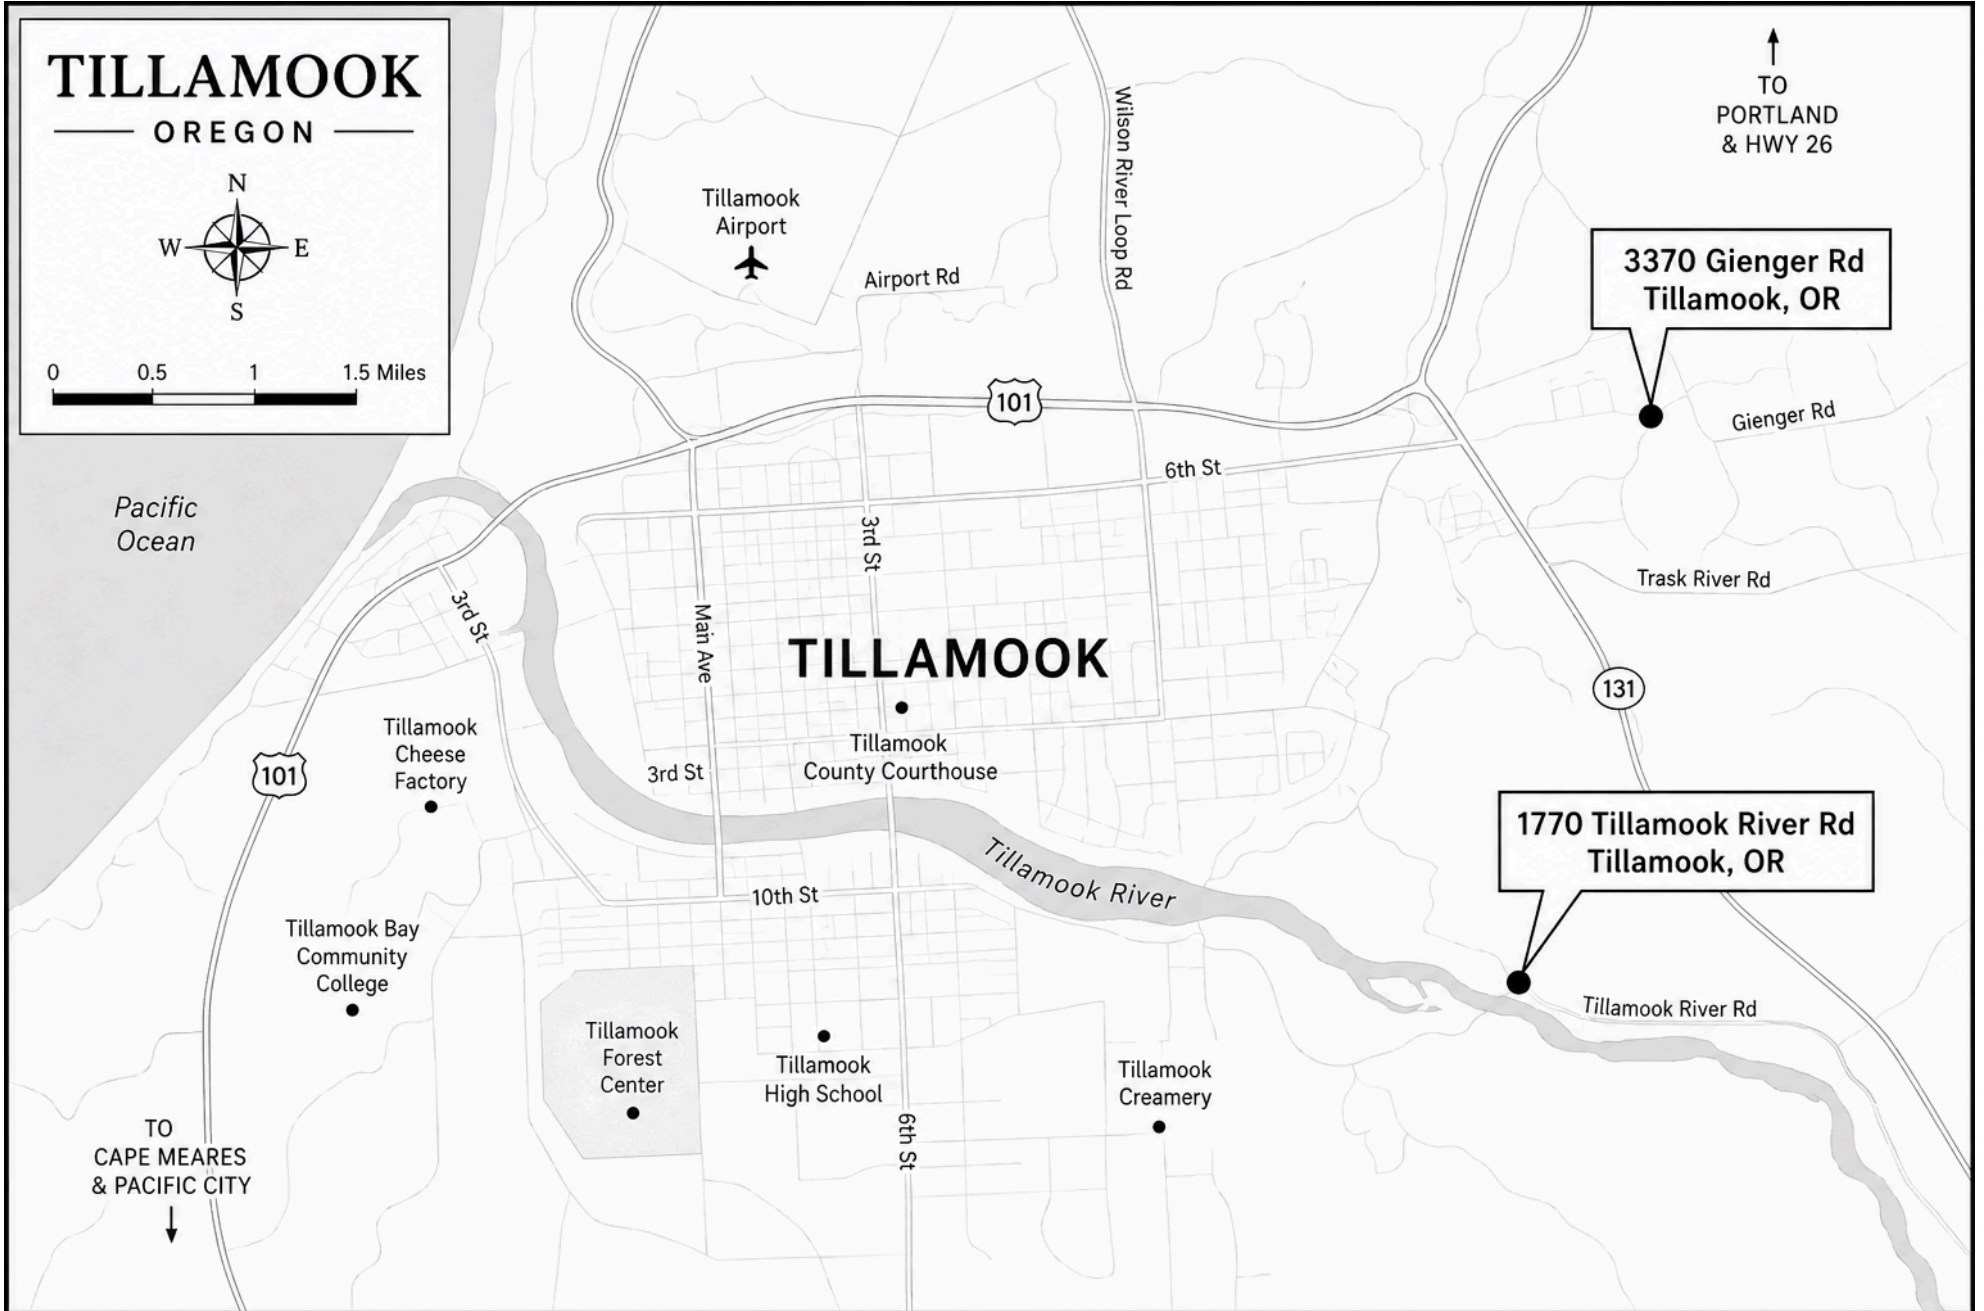 TILLAMOOK
OREGON
N
W
E
S
0
0.5
1
1.5 Miles
TO
PORTLAND
& HWY 26
Wilson River Loop Rd
Tillamook
Airport
Airport Rd
3370 Gienger Rd
Tillamook, OR
101
Gienger Rd
6th St
Pacific
Ocean
3rd St
3rd St
Main Ave
Trask River Rd
TILLAMOOK
131
Tillamook
Cheese
Factory
101
Tillamook
County Courthouse
3rd St
1770 Tillamook River Rd
Tillamook, OR
Tillamook River
10th St
Tillamook Bay
Community
College
Tillamook River Rd
Tillamook
Forest
Center
Tillamook
High School
Tillamook
Creamery
6th St
TO
CAPE MEARES
& PACIFIC CITY